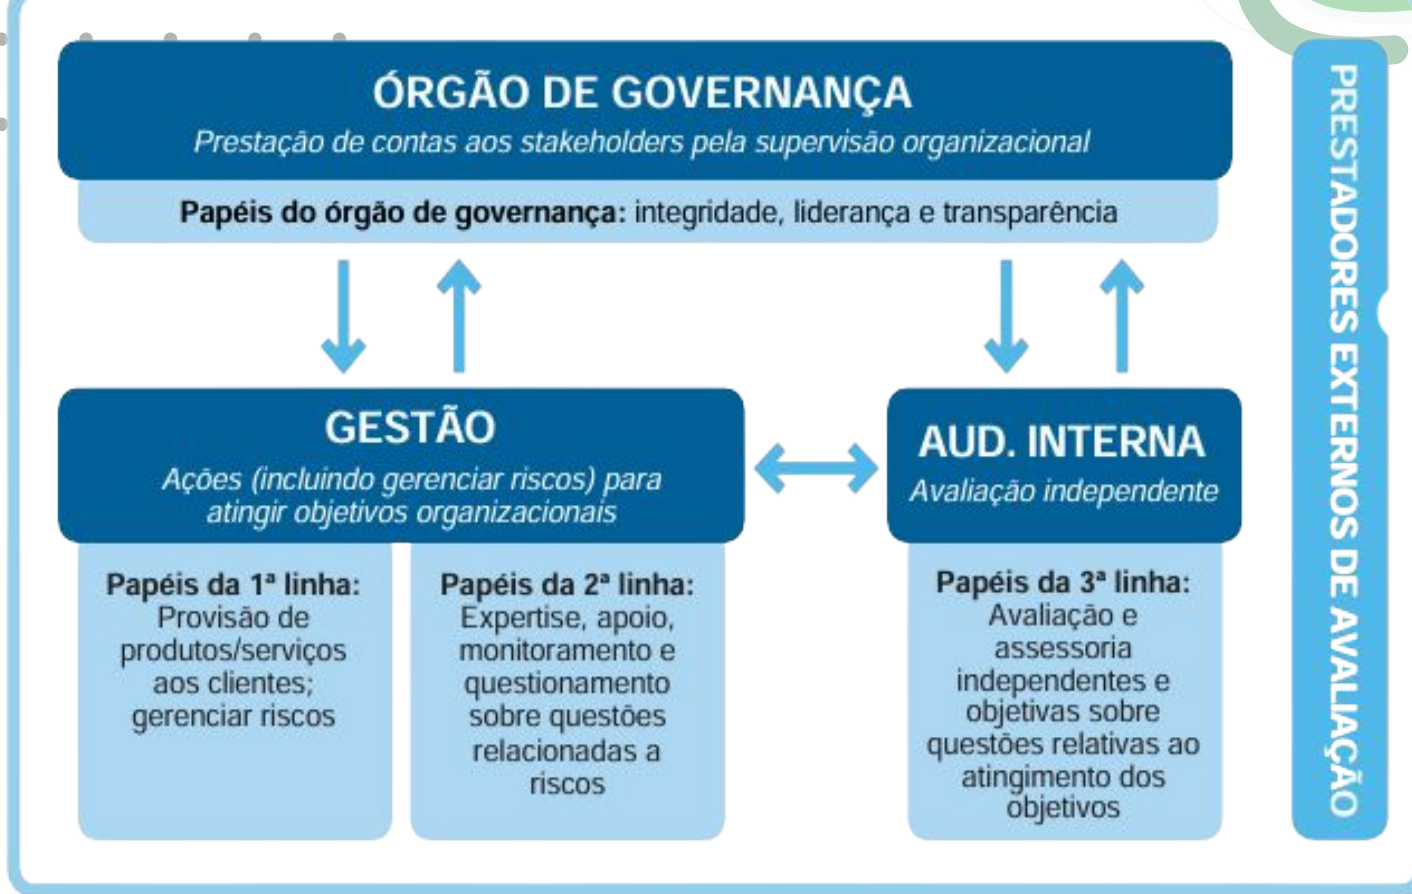 ÓRGÃO DE GOVERNANÇA
Prestação de contas aos stakeholders pela supervisão organizacional
Papéis do órgão de governança: integridade, liderança e transparência
GESTÃO
Ações (incluindo gerenciar riscos) para
atingir objetivos organizacionais
Papéis da 1ª linha:
Provisão de
produtos/serviços
aos clientes;
gerenciar riscos
Papéis da 2ª linha:
Expertise, apoio,
monitoramento e
questionamento
sobre questões
relacionadas a
riscos
AUD. INTERNA
Avaliação independente
Papéis da 3ª linha:
Avaliação e
assessoria
independentes e
objetivas sobre
questões relativas ao
atingimento dos
objetivos
PRESTADORES EXTERNOS DE AVALIAÇÃO